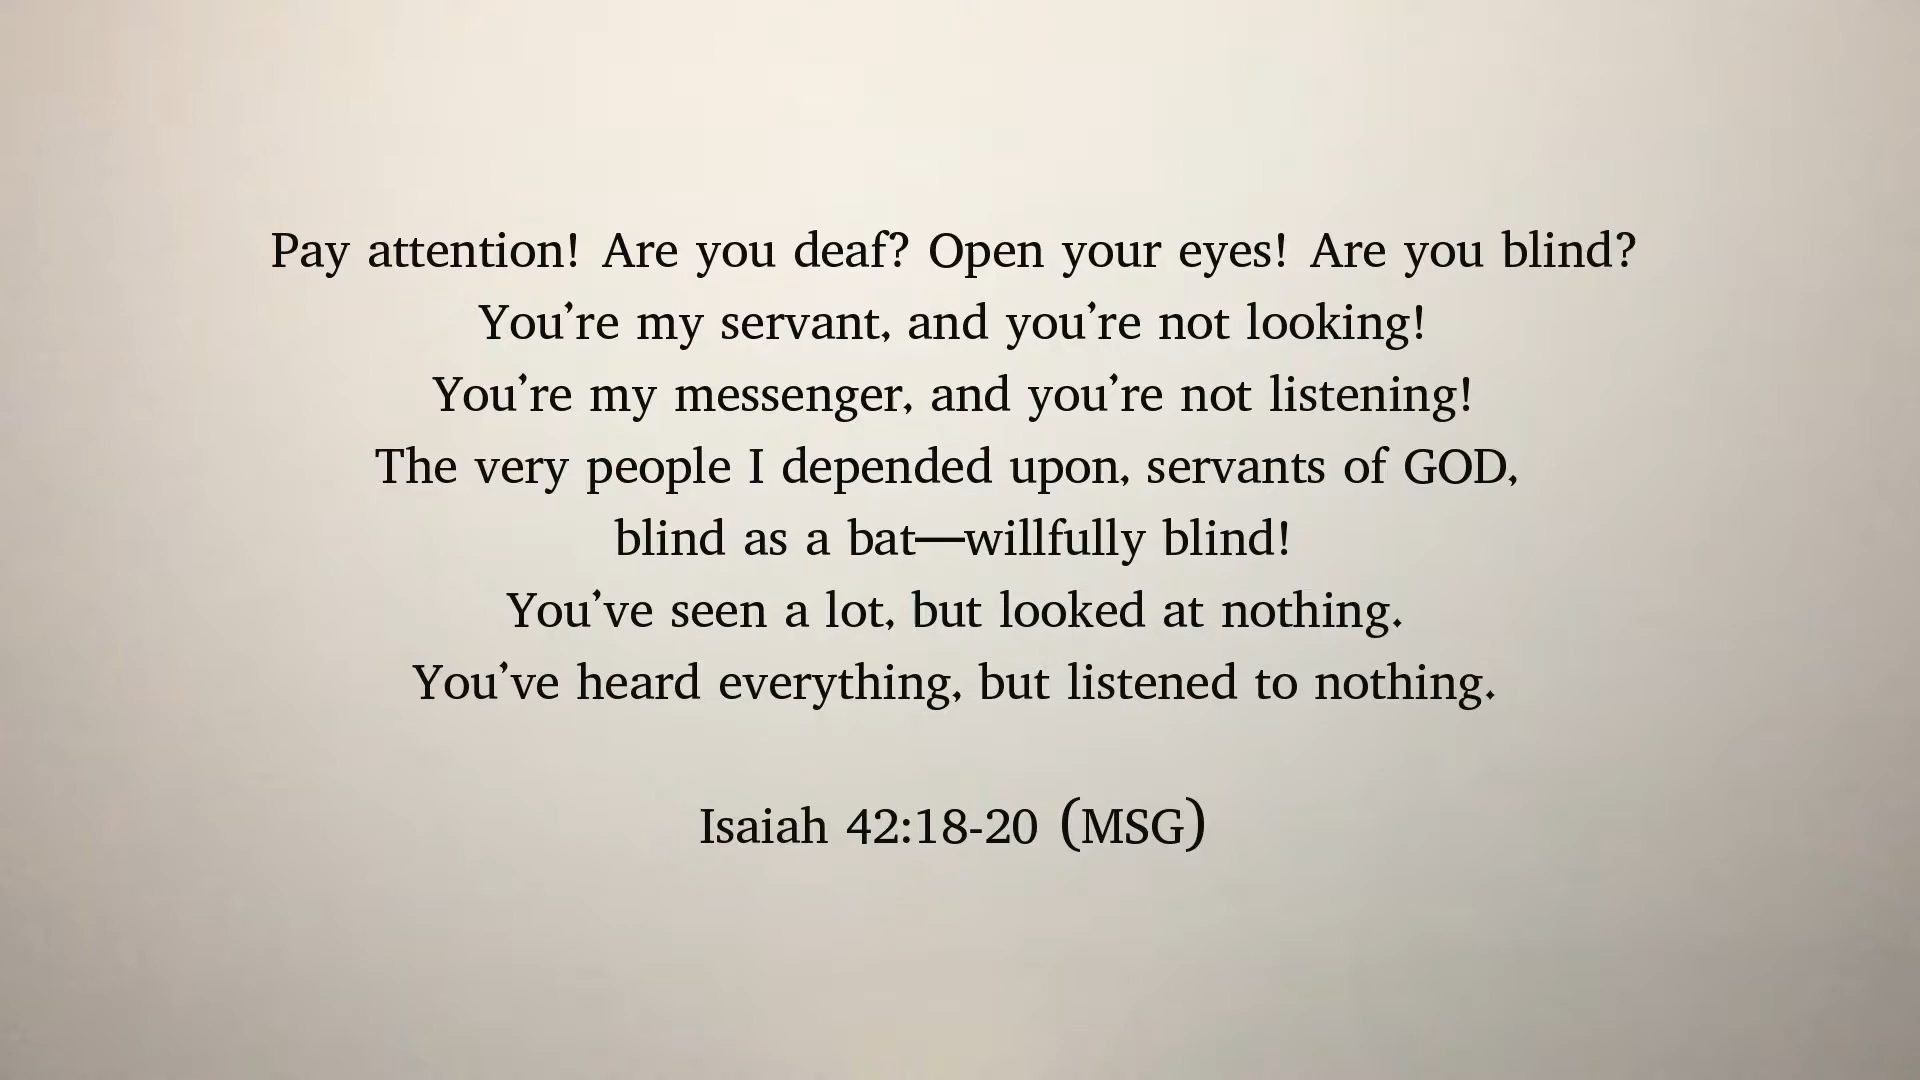 Pay attention! Are you deaf? Open your eyes! Are you blind?
You’re my servant, and you’re not looking!
You’re my messenger, and you’re not listening!
The very people I depended upon, servants of GOD,
blind as a bat—willfully blind!
You’ve seen a lot, but looked at nothing.
You’ve heard everything, but listened to nothing.
Isaiah 42:18-20 (MSG)